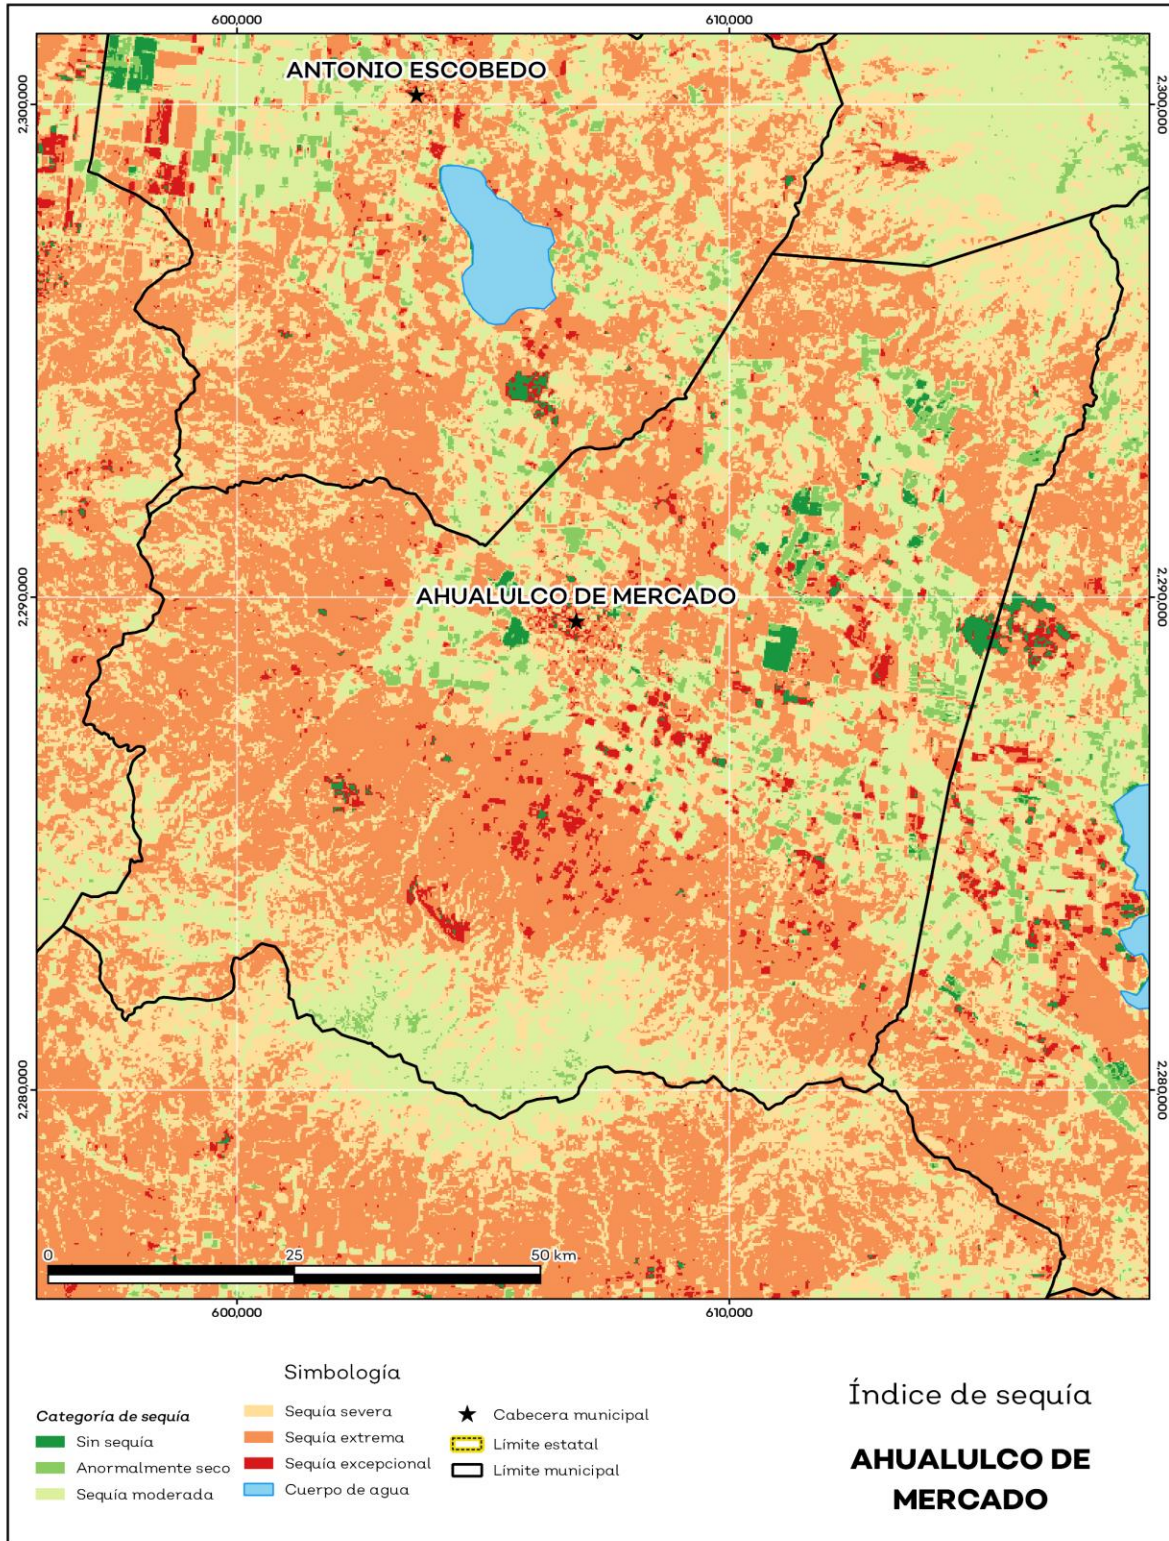 600,000
610,000
2,300,000
2,300,000
ANTONIO ESCOBEDO
2,290,000
2,290,000
AHUALULCO DE MERCADO
2,280,000
2,280,000
0
25
50 km
600,000
610,000
Simbología
Categoría de sequía
Sin sequía
Anormalmente seco
Sequía moderada
Sequía severa
Sequía extrema
Sequía excepcional
Cuerpo de agua
Cabecera municipal
Límite estatal
Límite municipal
Índice de sequía
AHUALULCO DE
MERCADO